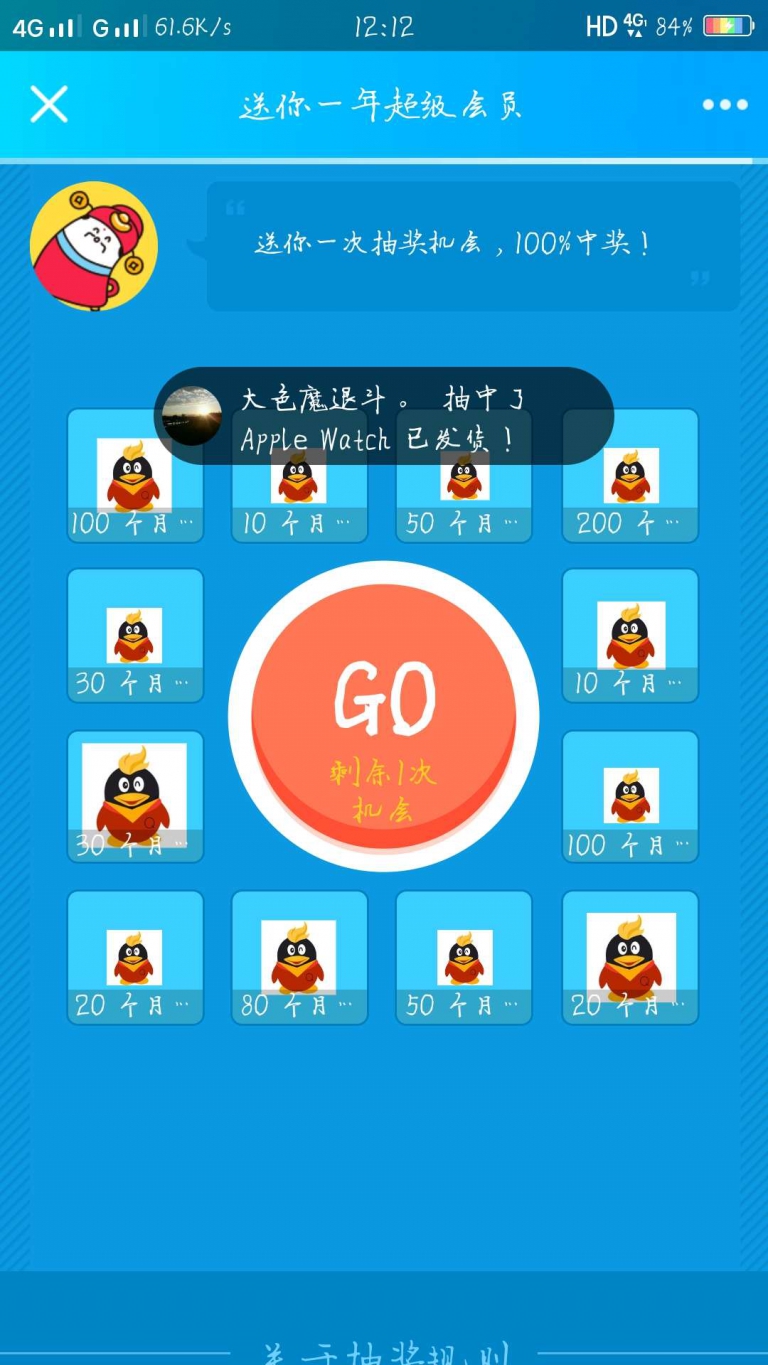 4G G 61.6K/s 12:12 HD 4G 84%
送你一年超级会员
送你一次抽奖机会，100%中奖！
大色魔退斗。 抽中了
Apple Watch 已发货！
100 个月… 10 个月… 50 个月… 200 个…
30 个月… 10 个月…
GO
剩余1次
机会
30 个月… 100 个月…
20 个月… 80 个月… 50 个月… 20 个月…
关于抽奖规则